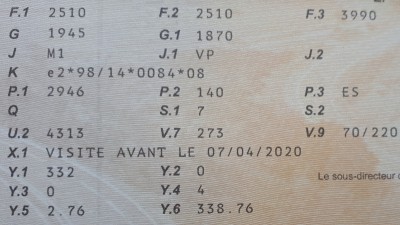 F.1 2510 F.2 2510 F.3 3990
G 1945 G.1 1870
J M1 J.1 VP J.2
K e2*98/14*0084*08
P.1 2946 P.2 140 P.3 ES
Q S.1 7 S.2
U.2 4313 V.7 273 V.9 70/220
X.1 VISITE AVANT LE 07/04/2020
Y.1 332 Y.2 0
Le sous-directeur
Y.3 0 Y.4 4
Y.5 2.76 Y.6 338.76